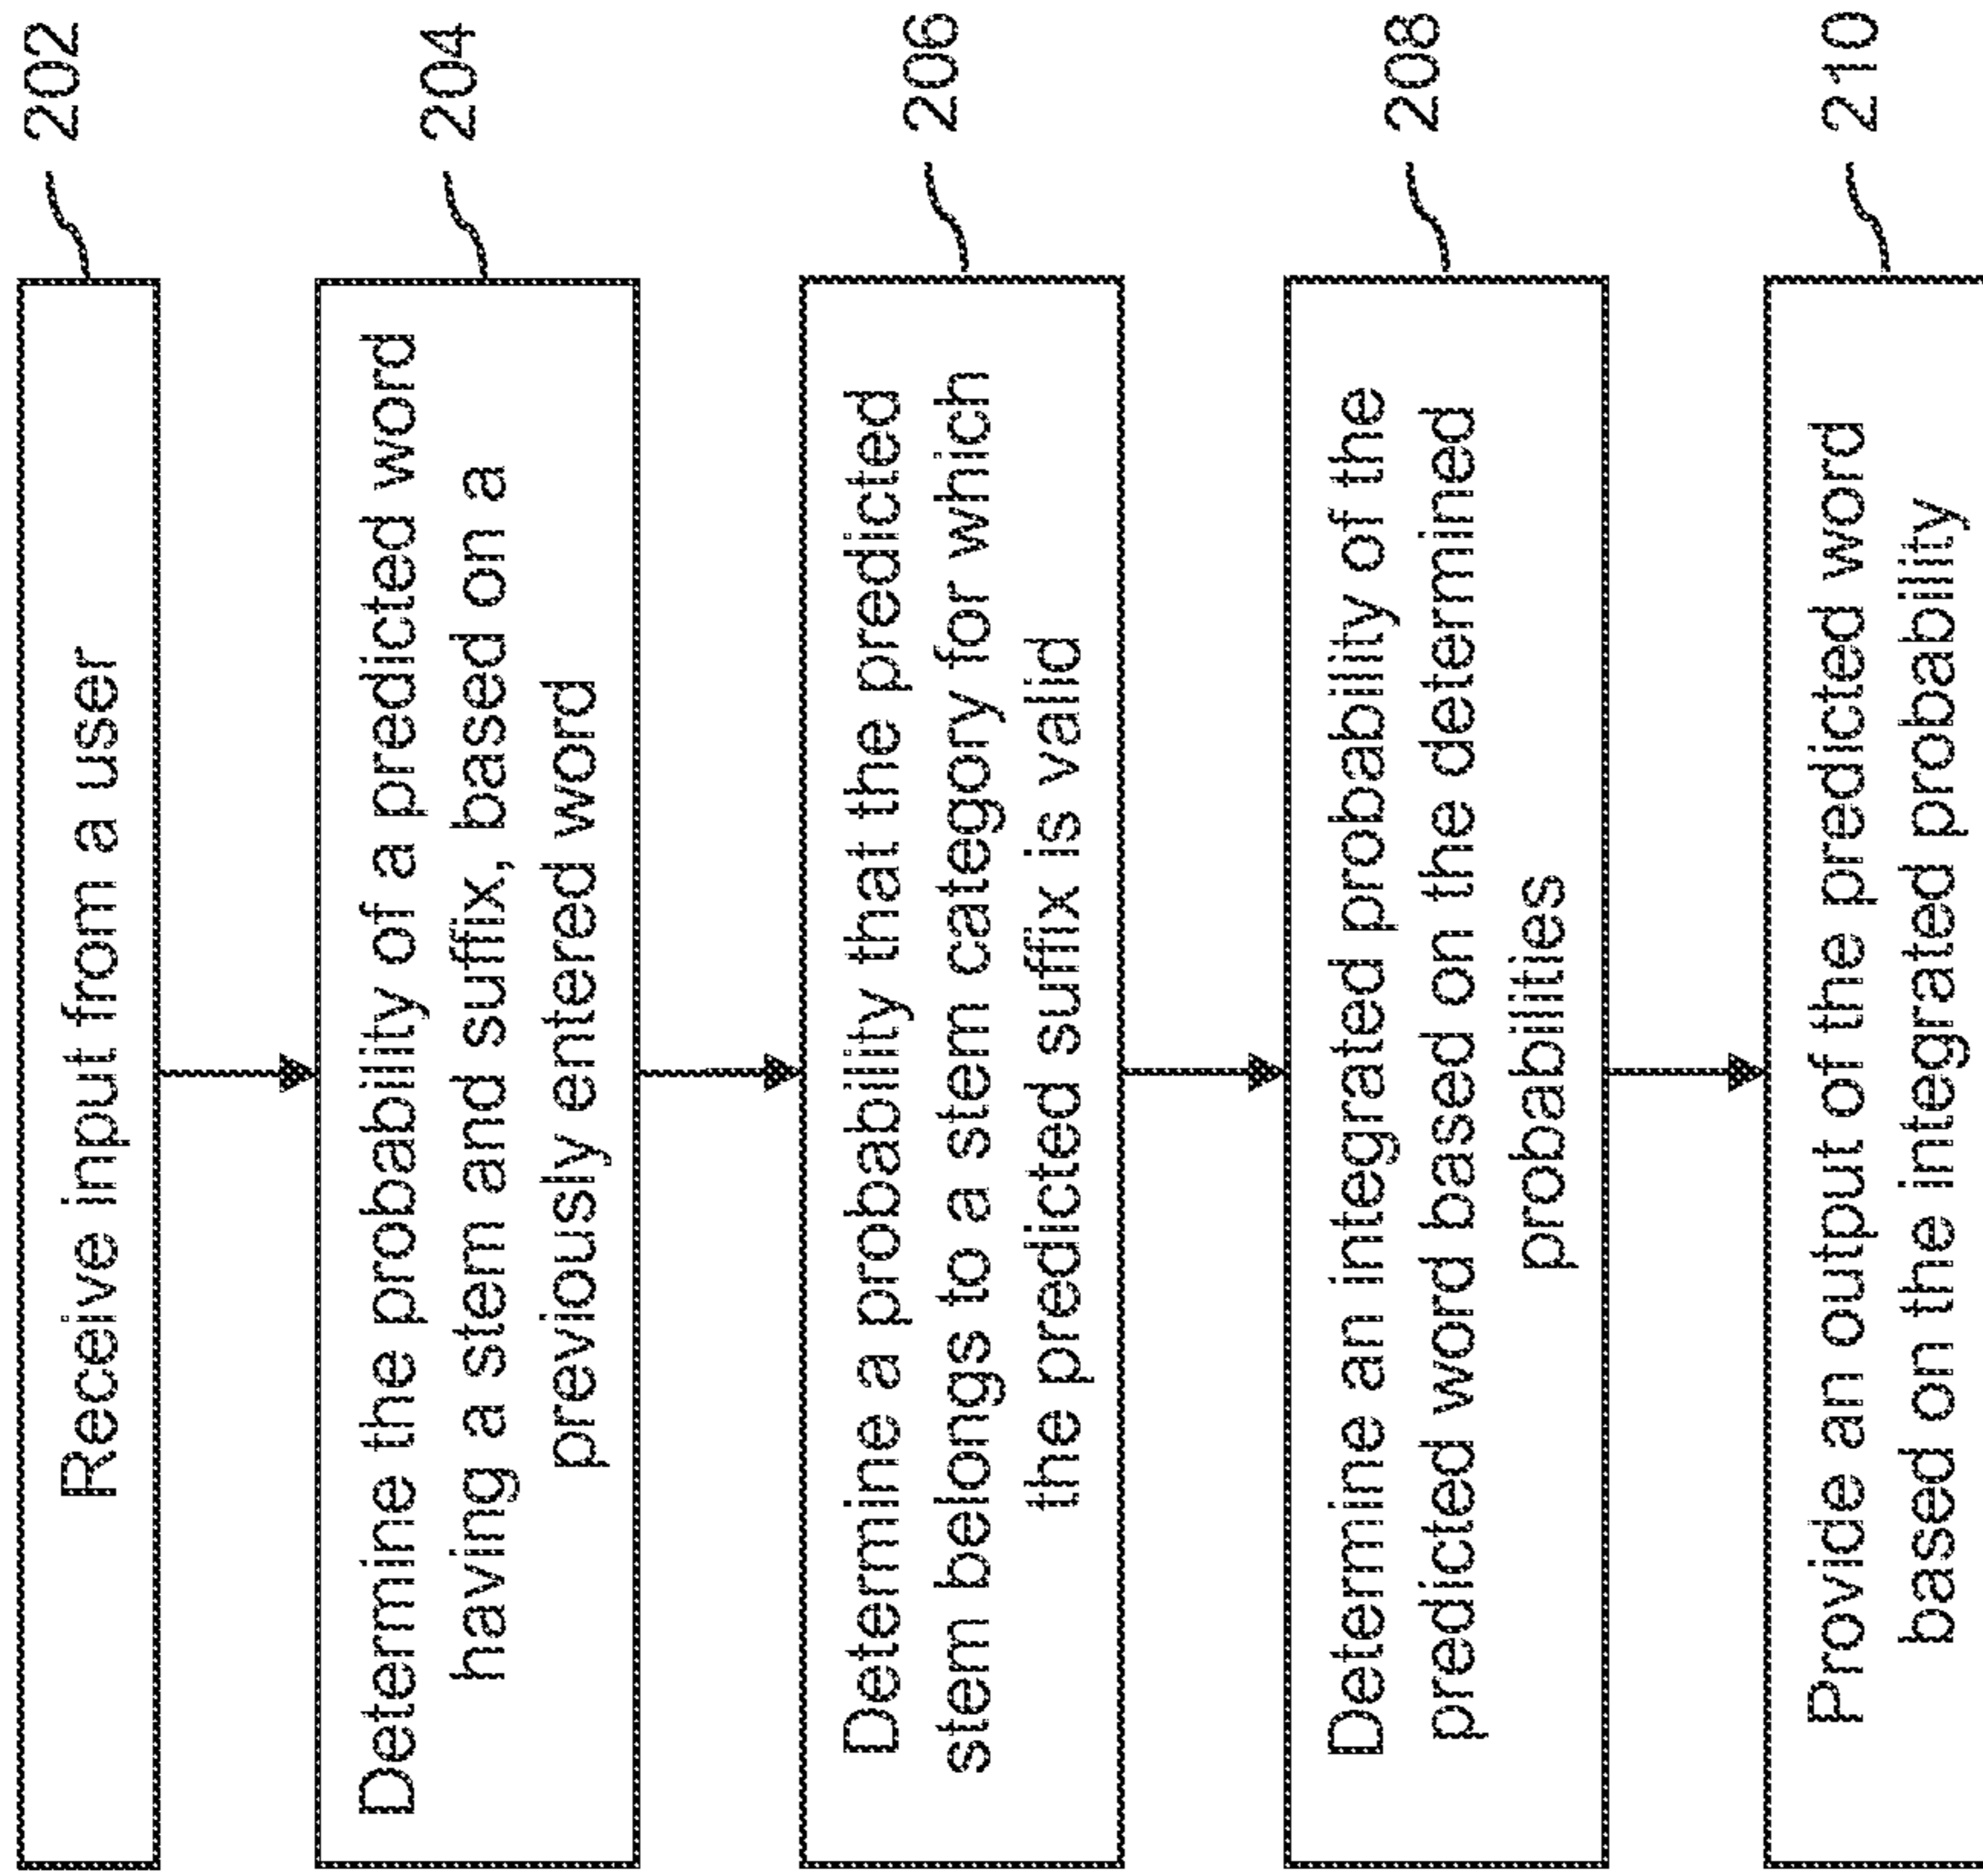 Receive input from a user
202
Determine the probability of a predicted word
having a stem and suffix, based on a
previously entered word
204
Determine a probability that the predicted
stem belongs to a stem category for which
the predicted suffix is valid
206
Determine an integrated probability of the
predicted word based on the determined
probabilities
208
Provide an output of the predicted word
based on the integrated probability
210